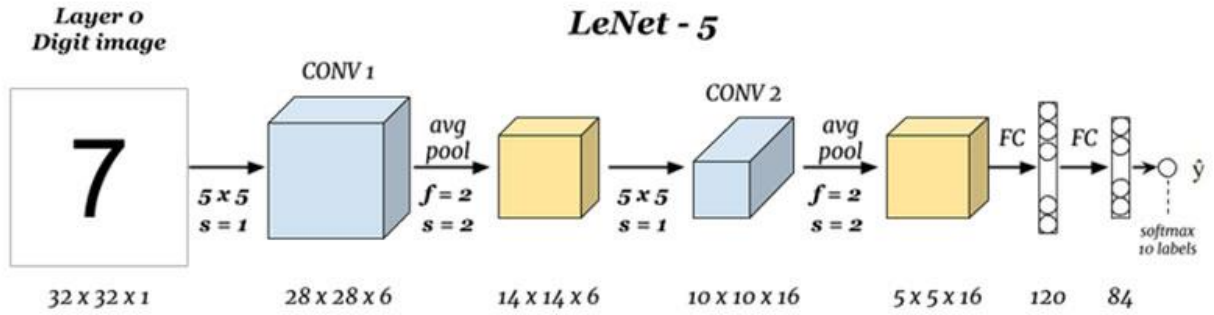 Layer 0
Digit image
LeNet - 5
7
5 x 5
s = 1
CONV 1
avg
pool
f = 2
s = 2
5 x 5
s = 1
CONV 2
avg
pool
f = 2
s = 2
FC
FC
ŷ
softmax
10 labels
32 x 32 x 1
28 x 28 x 6
14 x 14 x 6
10 x 10 x 16
5 x 5 x 16
120
84